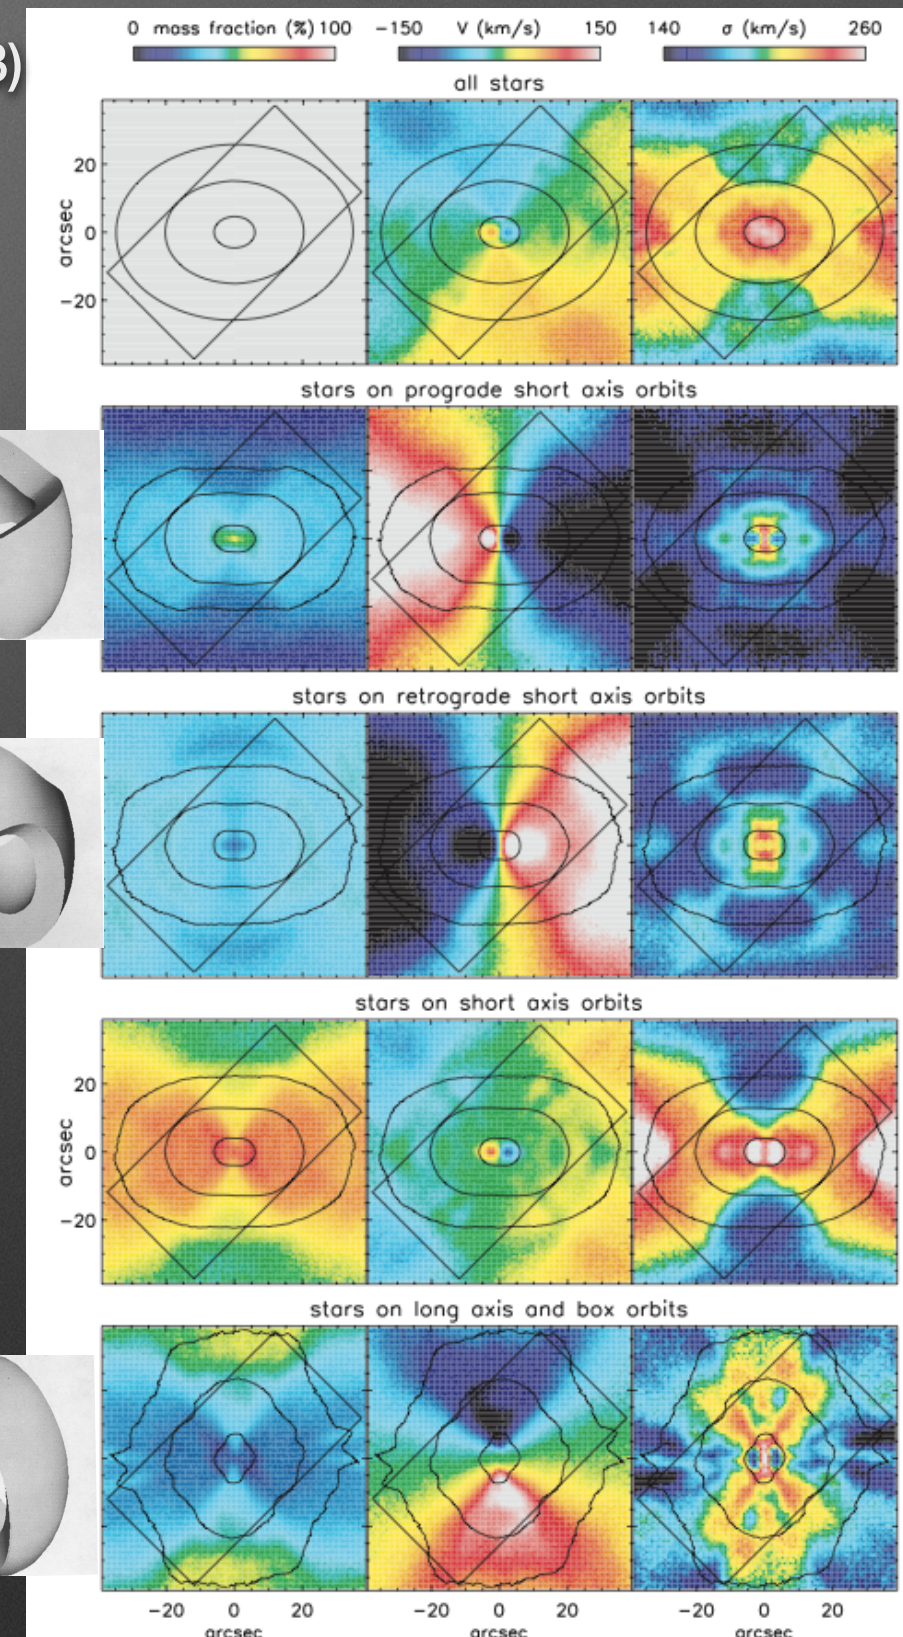 3)
0 mass fraction (%) 100 −150 V (km/s) 150 140 σ (km/s) 260
all stars
20
0
−20
arcsec
stars on prograde short axis orbits
stars on retrograde short axis orbits
stars on short axis orbits
20
0
−20
arcsec
stars on long axis and box orbits
−20 0 20 −20 0 20 −20 0 20
arcsec arcsec arcsec